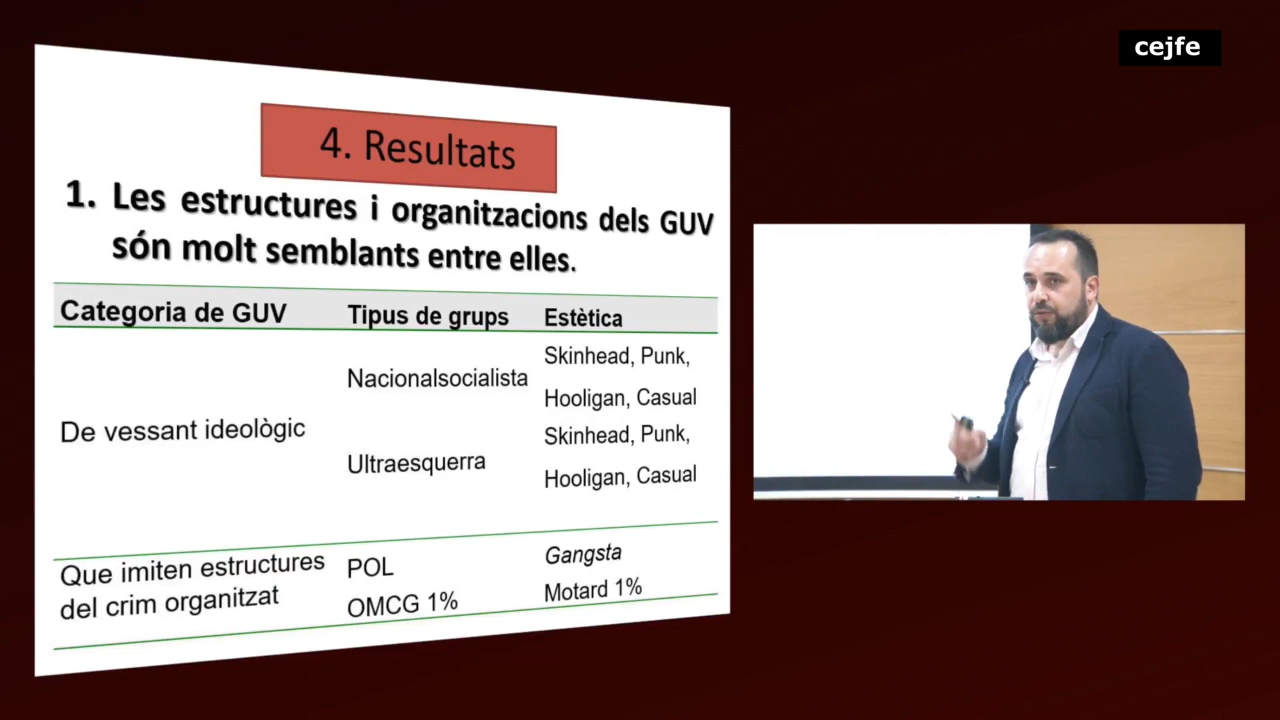 cejfe
4. Resultats
1. Les estructures i organitzacions dels GUV
són molt semblants entre elles.
Categoria de GUV Tipus de grups Estètica
De vessant ideològic
Nacionalsocialista
Skinhead, Punk,
Hooligan, Casual
Ultraesquerra
Skinhead, Punk,
Hooligan, Casual
Que imiten estructures
del crim organitzat
POL
Gangsta
OMCG 1%
Motard 1%